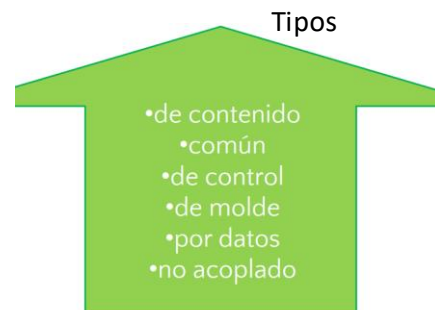 Tipos
•de contenido
•común
•de control
•de molde
•por datos
•no acoplado